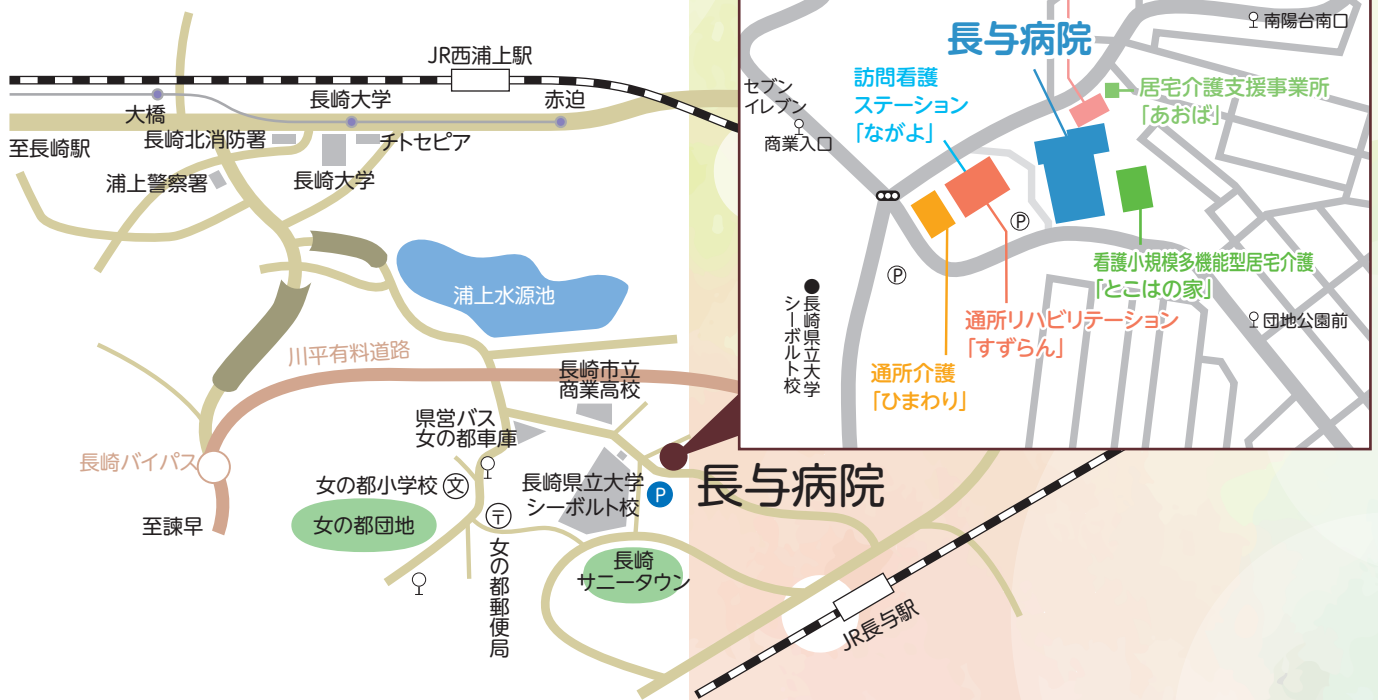 JR西浦上駅
大橋
長崎大学
赤迫
至長崎駅
長崎北消防署
チトセピア
浦上警察署
長崎大学
浦上水源池
川平有料道路
長崎市立
商業高校
県営バス
女の都車庫
長崎バイパス
女の都小学校
文
長崎県立大学
シーボルト校
P
長与病院
至諫早
女の都団地
〒
女の都郵便局
長崎
サニータウン
JR長与駅
南陽台南口
長与病院
セブン
イレブン
商業入口
訪問看護
ステーション
「ながよ」
居宅介護支援事業所
「あおば」
P
P
看護小規模多機能型居宅介護
「とこはの家」
長崎県立大学
シーボルト校
通所リハビリテーション
「すずらん」
団地公園前
通所介護
「ひまわり」